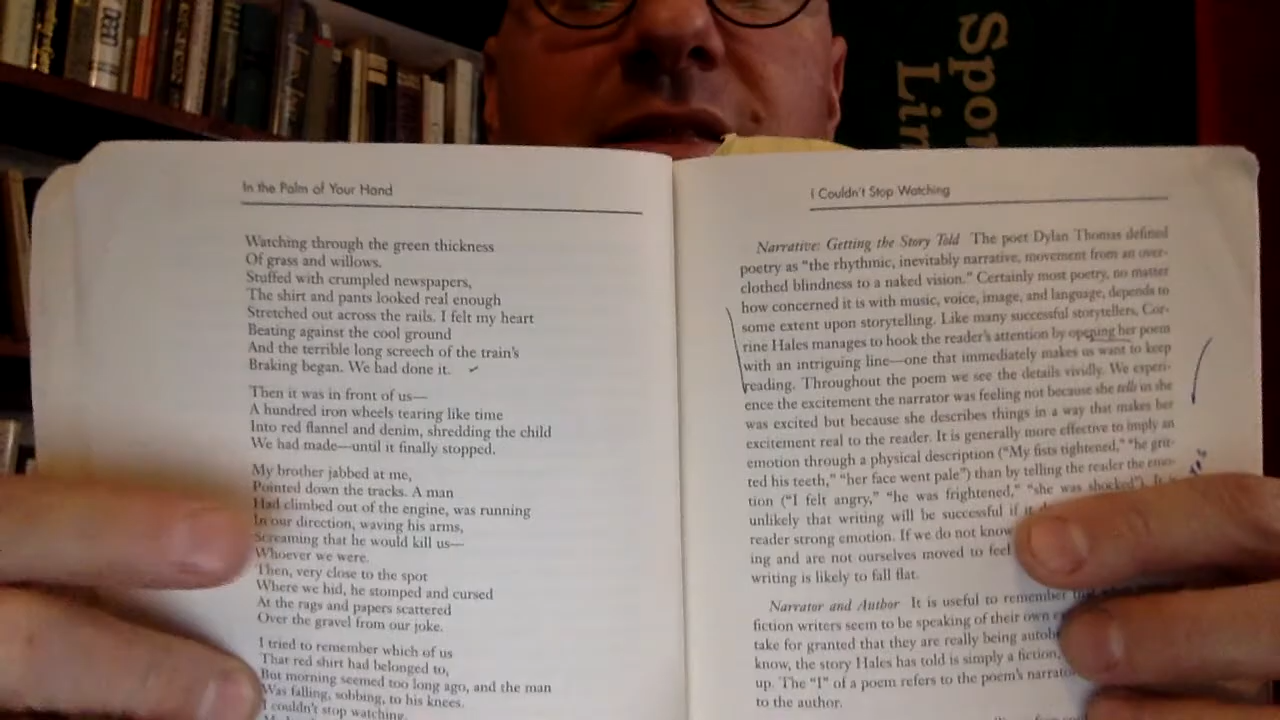 Spor
Lin
In the Palm of Your Hand
Watching through the green thickness
Of grass and willows.
Stuffed with crumpled newspapers,
The shirt and pants looked real enough
Stretched out across the rails. I felt my heart
Beating against the cool ground
And the terrible long screech of the train's
Braking began. We had done it.
Then it was in front of us—
A hundred iron wheels tearing like time
Into red flannel and denim, shredding the child
We had made—until it finally stopped.
My brother jabbed at me,
Pointed down the tracks. A man
Had climbed out of the engine, was running
In our direction, waving his arms,
Screaming that he would kill us—
Whoever we were.
Then, very close to the spot
Where we hid, he stomped and cursed
At the rags and papers scattered
Over the gravel from our joke.
I tried to remember which of us
That red shirt had belonged to,
But morning seemed too long ago, and the man
Was falling, sobbing, to his knees.
I couldn't stop watching.
I Couldn't Stop Watching
Narrative: Getting the Story Told The poet Dylan Thomas defined
poetry as "the rhythmic, inevitably narrative, movement from an over-
clothed blindness to a naked vision." Certainly most poetry, no matter
how concerned it is with music, voice, image, and language, depends to
some extent upon storytelling. Like many successful storytellers, Cor-
rine Hales manages to hook the reader's attention by opening her poem
with an intriguing line—one that immediately makes us want to keep
reading. Throughout the poem we see the details vividly. We experi-
ence the excitement the narrator was feeling not because she tells us she
was excited but because she describes things in a way that makes her
excitement real to the reader. It is generally more effective to imply an
emotion through a physical description ("My fists tightened," "he grit-
ted his teeth," "her face went pale") than by telling the reader the emo-
tion ("I felt angry," "he was frightened," "she was shocked"). It is
unlikely that writing will be successful if it
reader strong emotion. If we do not know
ing and are not ourselves moved to feel
writing is likely to fall flat.
Narrator and Author It is useful to remember
fiction writers seem to be speaking of their own
take for granted that they are really being autob
know, the story Hales has told is simply a fiction,
up. The "I" of a poem refers to the poem's narrato
to the author.